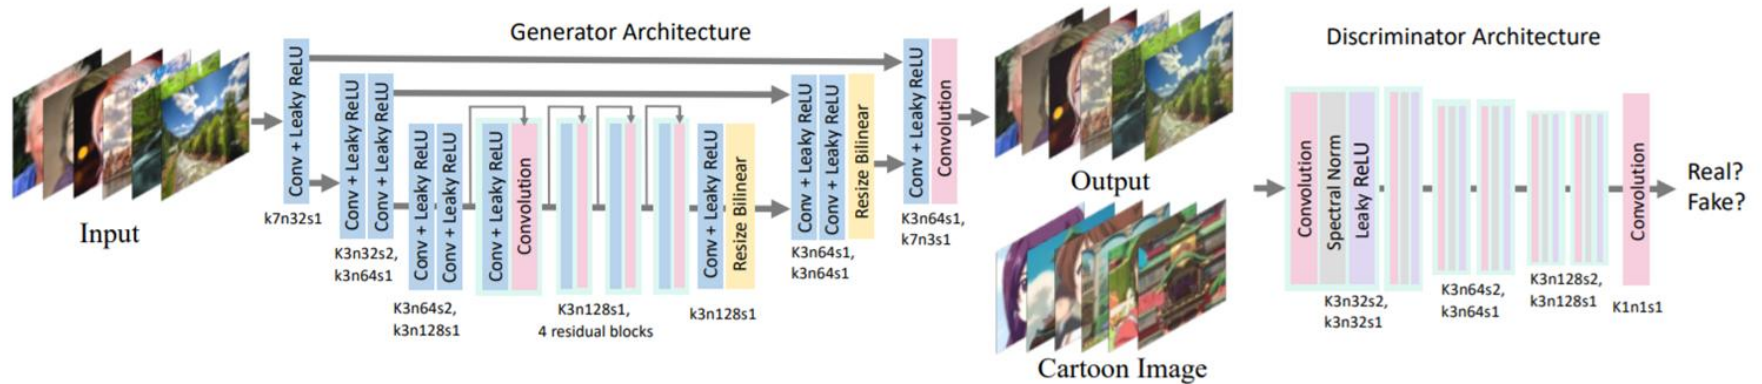 Generator Architecture
Discriminator Architecture
Input
Conv + Leaky ReLU
k7n32s1
Conv + Leaky ReLU
Conv + Leaky ReLU
K3n32s2,
k3n64s1
Conv + Leaky ReLU
Conv + Leaky ReLU
K3n64s2,
k3n128s1
Conv + Leaky ReLU
Convolution
K3n128s1,
4 residual blocks
Conv + Leaky ReLU
Resize Bilinear
k3n128s1
Conv + Leaky ReLU
Conv + Leaky ReLU
Resize Bilinear
K3n64s1,
k3n64s1
Conv + Leaky ReLU
Convolution
K3n64s1,
k7n3s1
Output
Cartoon Image
Convolution
Spectral Norm
Leaky ReLU
K3n32s2,
k3n32s1
K3n64s2,
k3n64s1
K3n128s2,
k3n128s1
Convolution
K1n1s1
Real?
Fake?